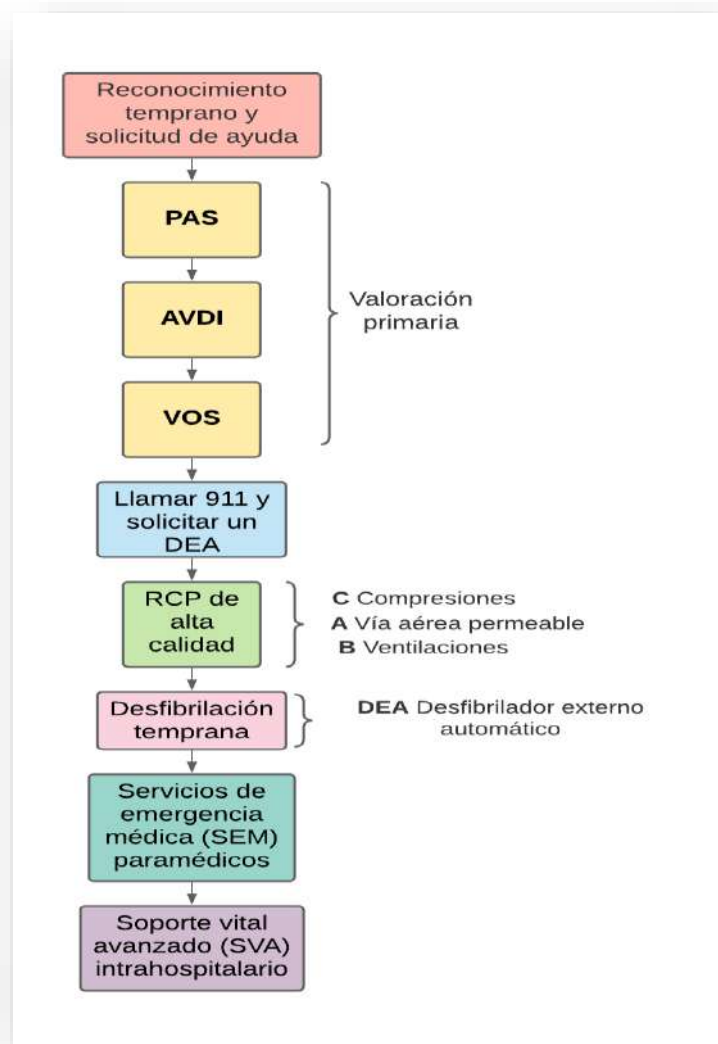 Reconocimiento
temprano y
solicitud de ayuda
PAS
AVDI
VOS
Valoración
primaria
Llamar 911 y
solicitar un
DEA
RCP de
alta
calidad
C Compresiones
A Vía aérea permeable
B Ventilaciones
Desfibrilación
temprana
DEA Desfibrilador externo
automático
Servicios de
emergencia
médica (SEM)
paramédicos
Soporte vital
avanzado (SVA)
intrahospitalario